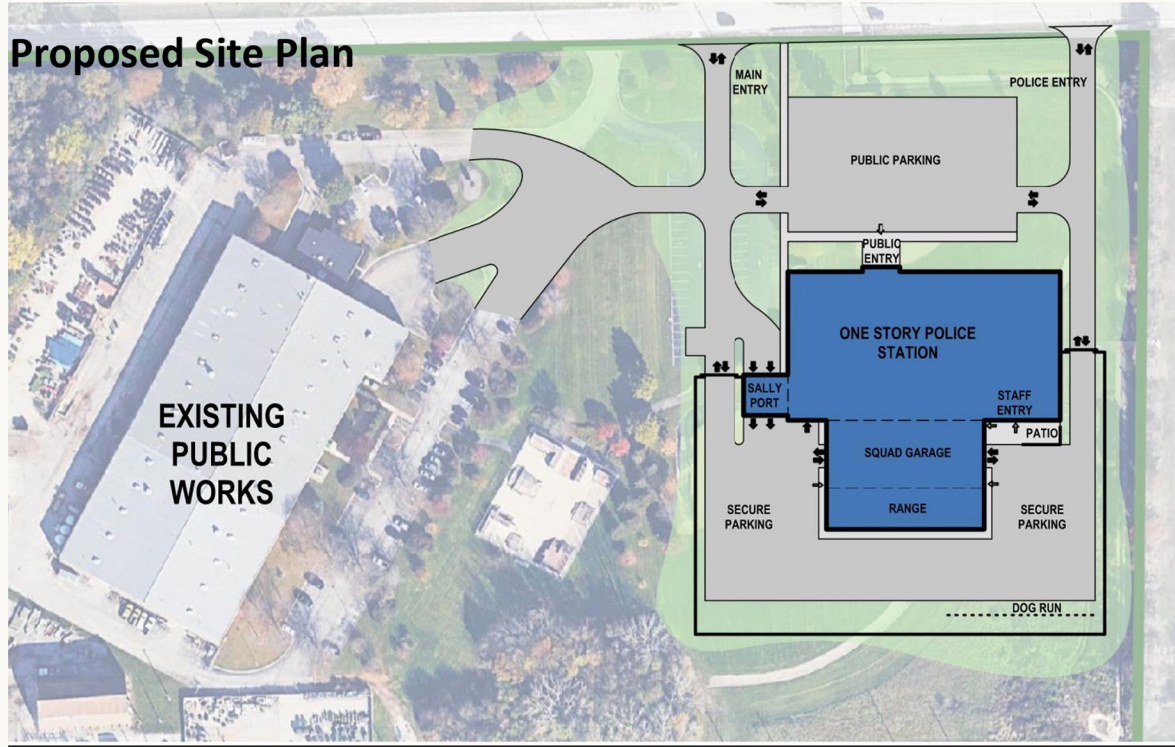 Proposed Site Plan
MAIN
ENTRY
POLICE ENTRY
PUBLIC PARKING
PUBLIC
ENTRY
ONE STORY POLICE
STATION
SALLY
PORT
STAFF
ENTRY
PATIO
EXISTING
PUBLIC
WORKS
SQUAD GARAGE
SECURE
PARKING
RANGE
SECURE
PARKING
DOG RUN